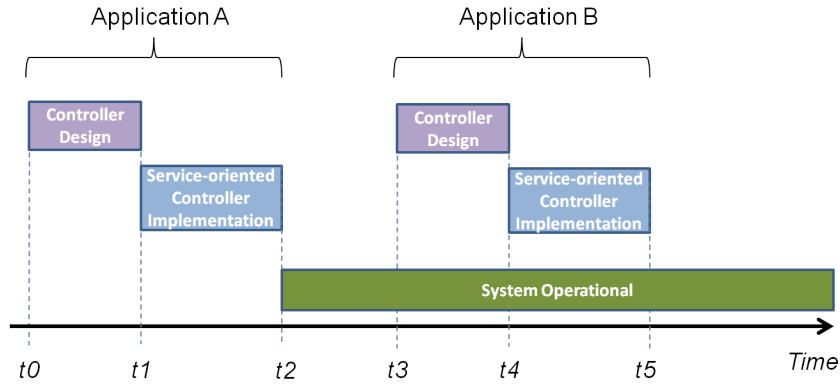 Application A
Application B
Controller
Design
Controller
Design
Service-oriented
Controller
Implementation
Service-oriented
Controller
Implementation
System Operational
t0 t1 t2 t3 t4 t5 Time